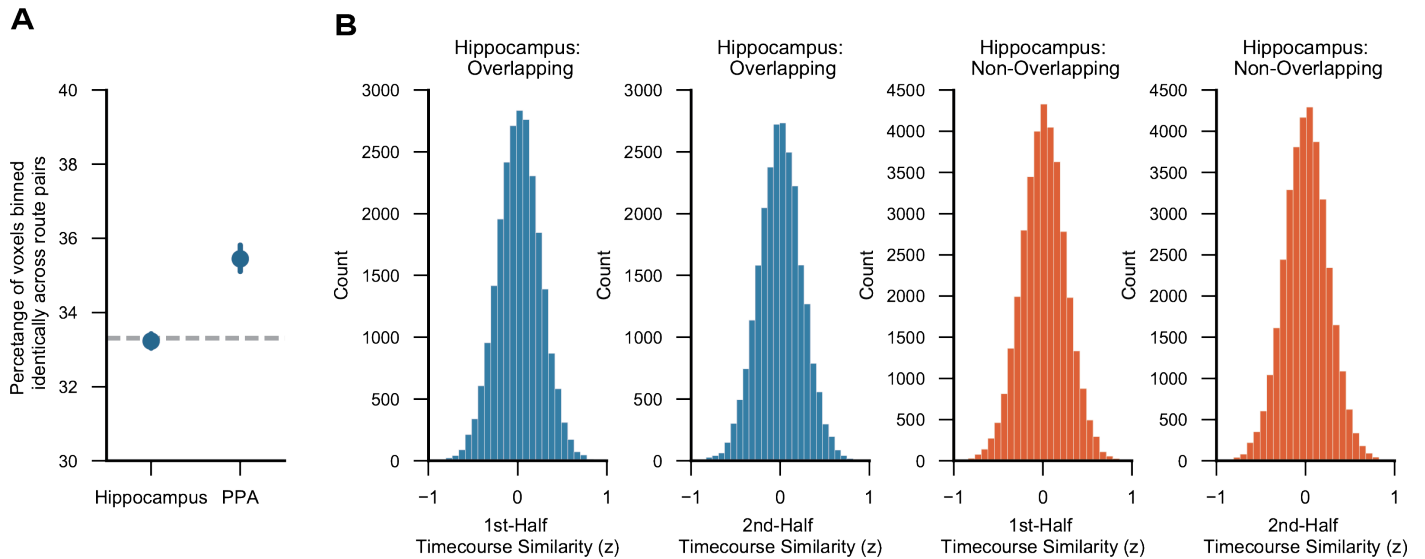 A
B
Percetange of voxels binned
identically across route pairs
40
38
36
34
32
30
Hippocampus
PPA
Hippocampus:
Overlapping
Count
3000
2500
2000
1500
1000
500
0
−1
0
1
1st-Half
Timecourse Similarity (z)
Hippocampus:
Overlapping
Count
3000
2500
2000
1500
1000
500
0
−1
0
1
2nd-Half
Timecourse Similarity (z)
Hippocampus:
Non-Overlapping
Count
4500
4000
3500
3000
2500
2000
1500
1000
500
0
−1
0
1
1st-Half
Timecourse Similarity (z)
Hippocampus:
Non-Overlapping
Count
4500
4000
3500
3000
2500
2000
1500
1000
500
0
−1
0
1
2nd-Half
Timecourse Similarity (z)